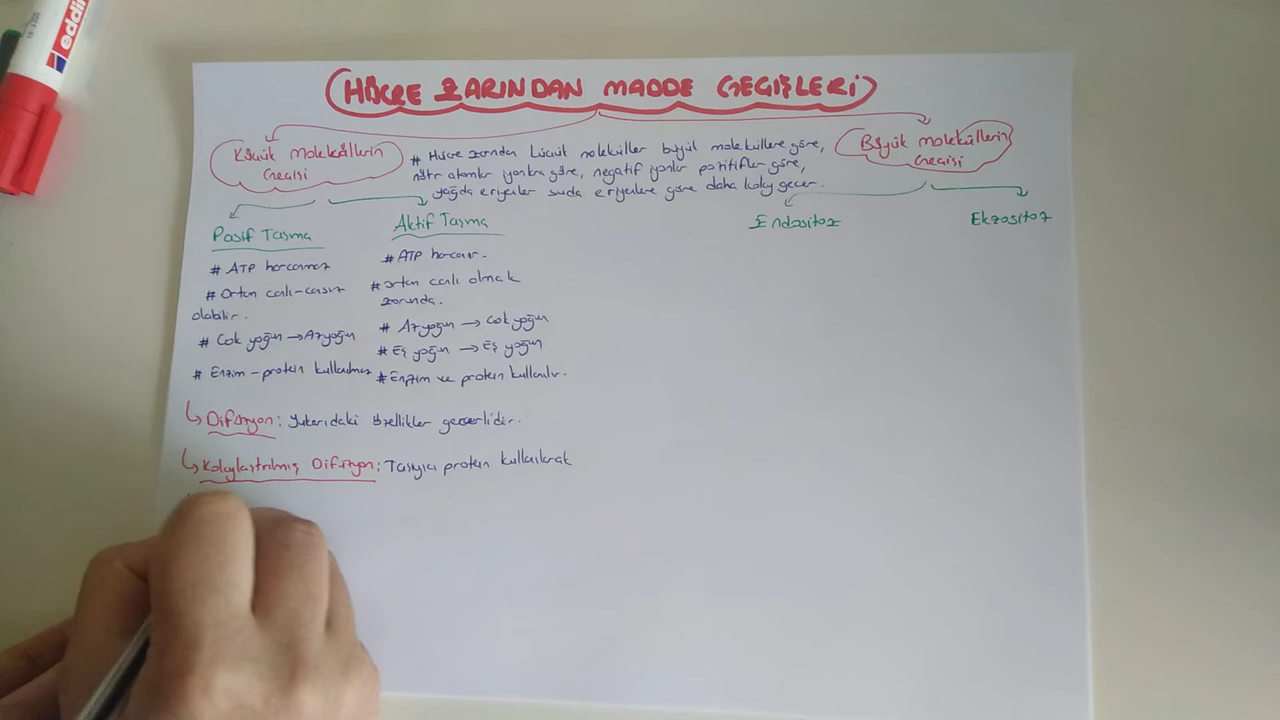 edding
HÜCRE ZARINDAN MADDE GEÇİŞLERİ
Küçük Moleküllerin
Geçişi
# Hücre zarından küçük moleküller büyük moleküllere göre,
nötr atomlar iyonlara göre, negatif iyonlar pozitiflere göre,
yağda eriyenler suda eriyenlere göre daha kolay geçer.
Büyük moleküllerin
Geçişi
Pasif Taşıma
# ATP harcanmaz
# Ortam canlı-cansız
olabilir.
# Çok yoğun → Az yoğun
# Enzim-protein kullanılmaz
Aktif Taşıma
# ATP harcanır.
# ortam canlı olmak
zorunda.
# Az yoğun → Çok yoğun
# Eş yoğun → Eş yoğun
# Enzim ve protein kullanılır.
Endositoz
Ekzositoz
Difüzyon: Yukarıdaki özellikler geçerlidir.
Kolaylaştırılmış Difüzyon: Taşıyıcı protein kullanılarak